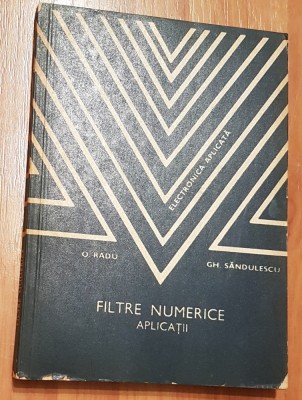 ELECTRONICA APLICATĂ
O. RADU
GH. SĂNDULESCU
FILTRE NUMERICE
APLICAȚII